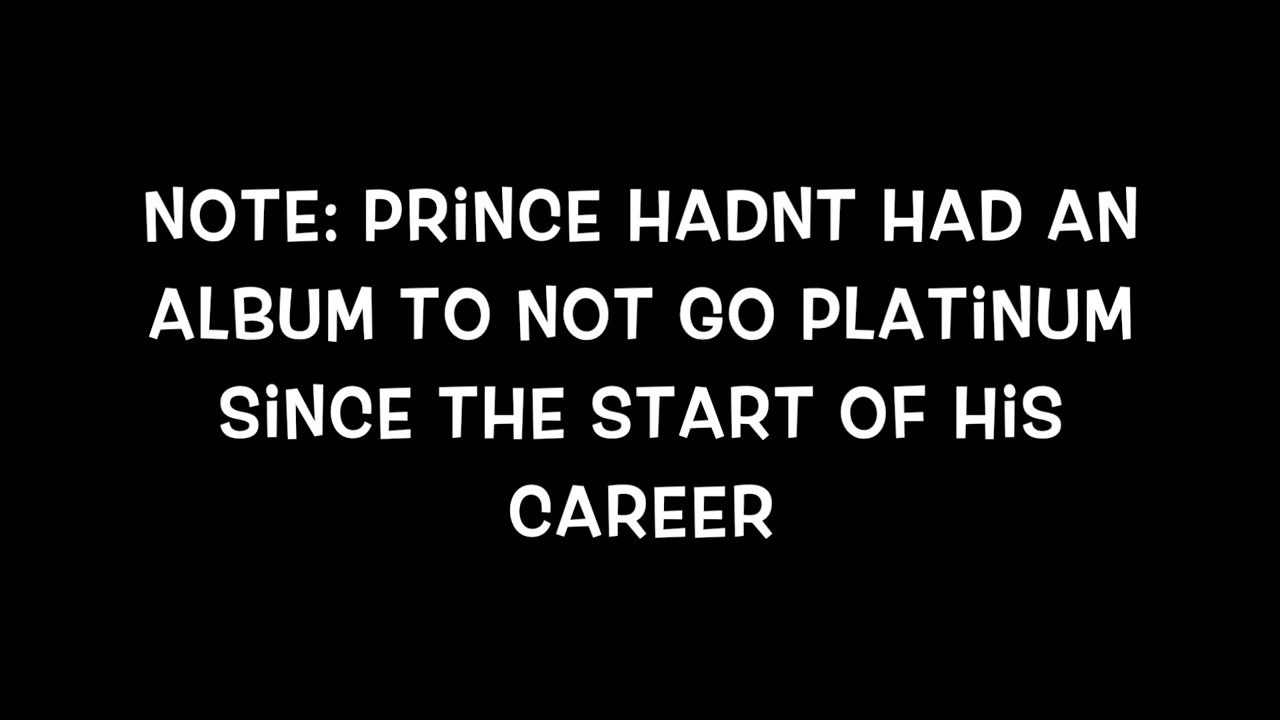 NOTE: PRiNCE HADNT HAD AN
ALBUM TO NOT GO PLATiNUM
SiNCE THE START OF HiS
CAREER